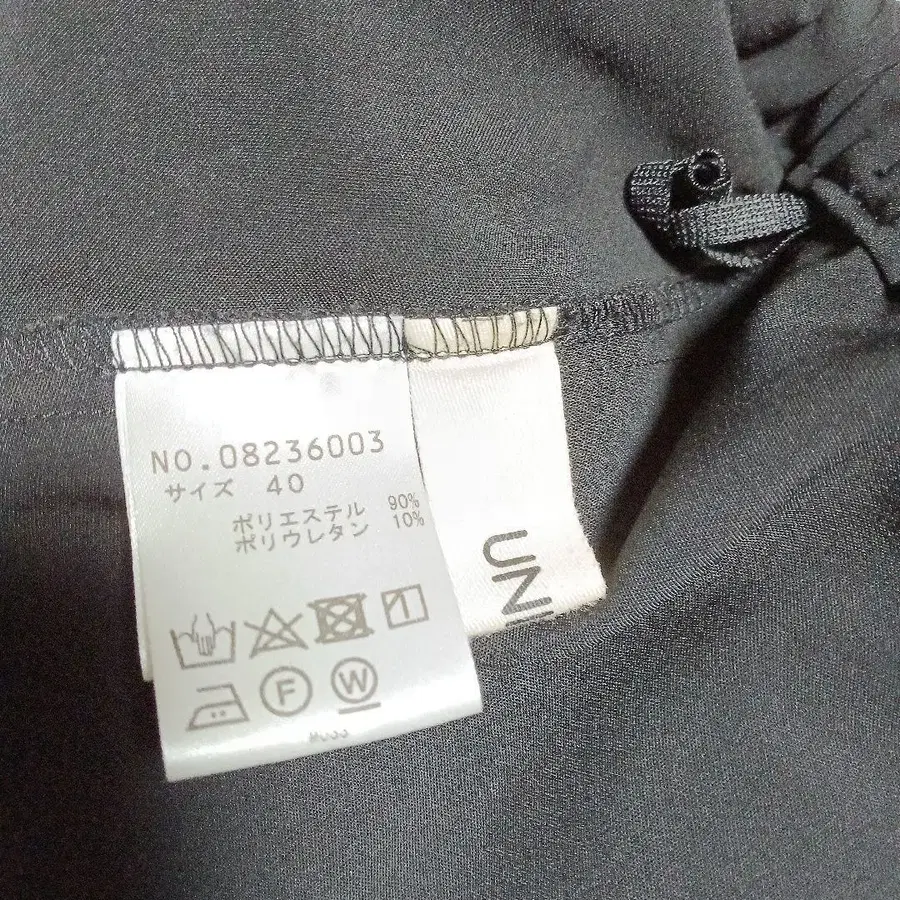 NO.08236003
サイズ 40
ポリエステル 90%
ポリウレタン 10%
F W
UNI